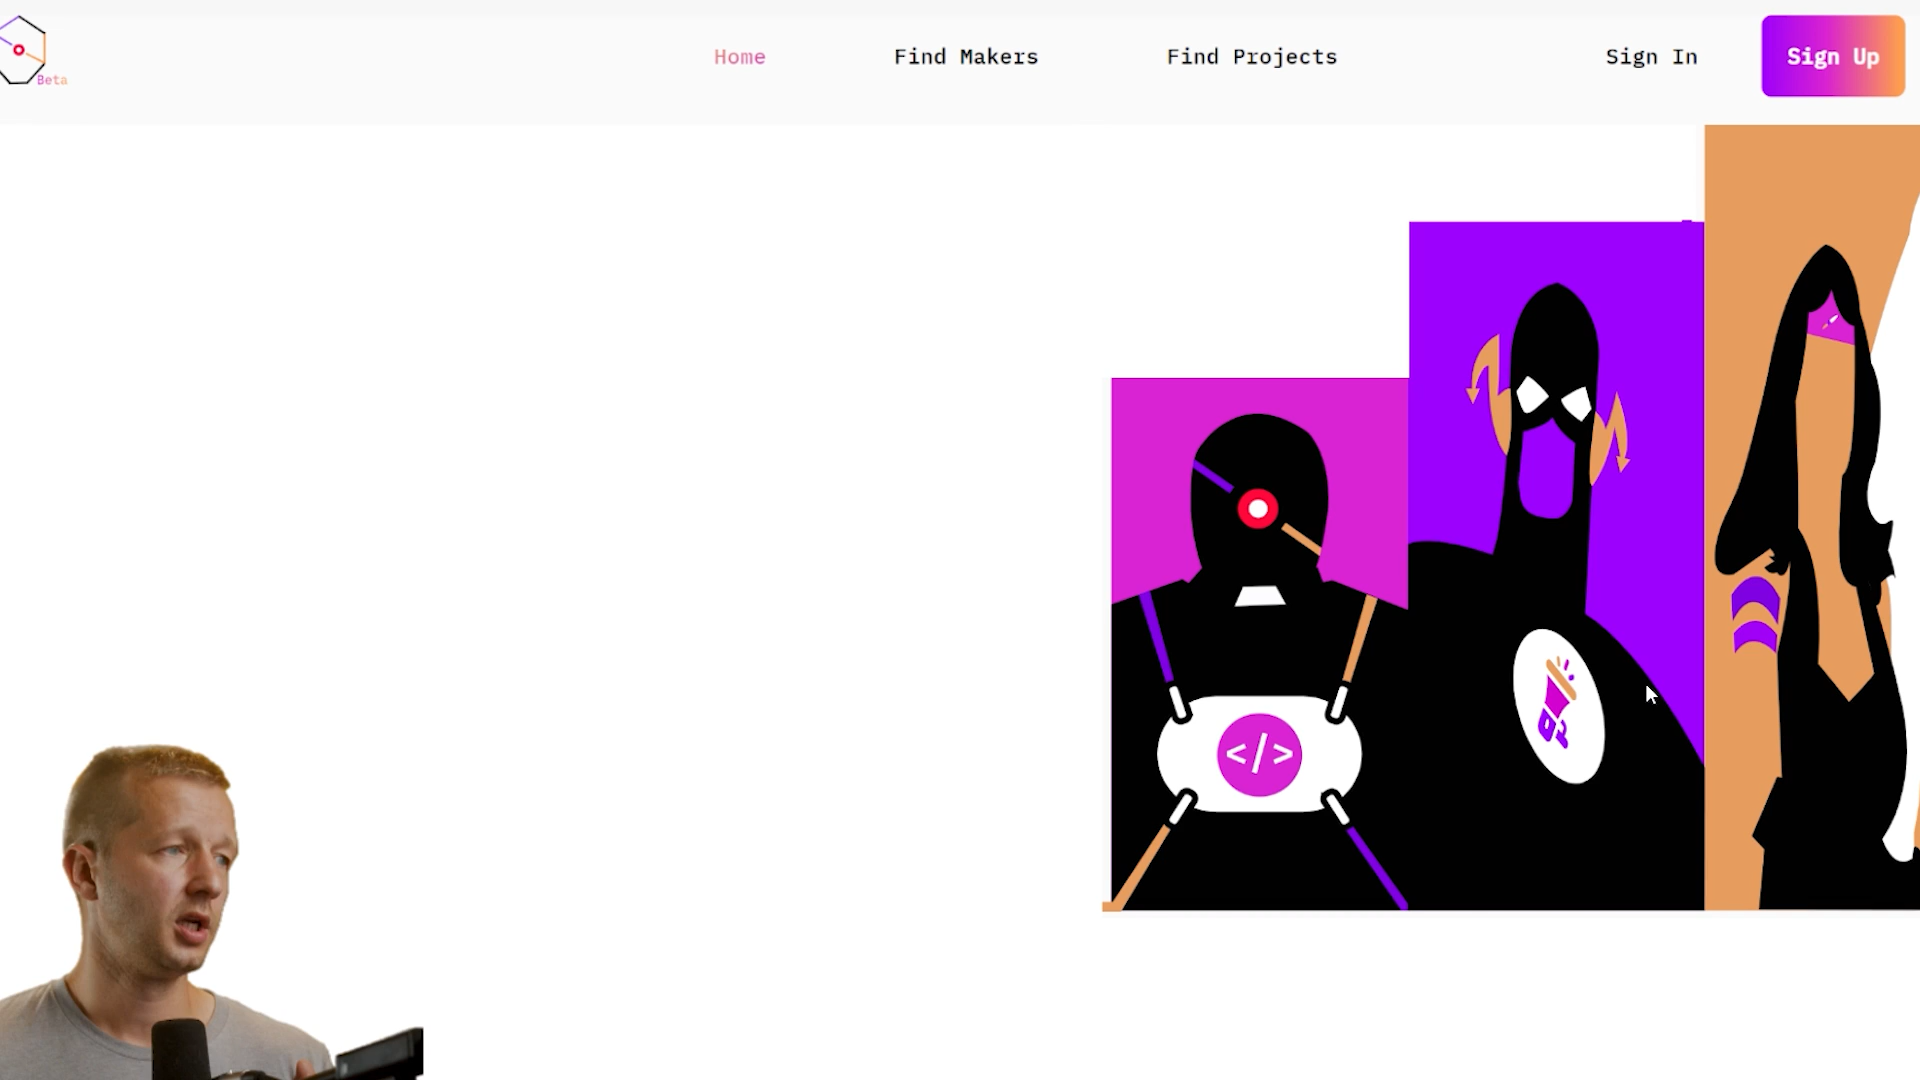 Beta
Home
Find Makers
Find Projects
Sign In
Sign Up
</>